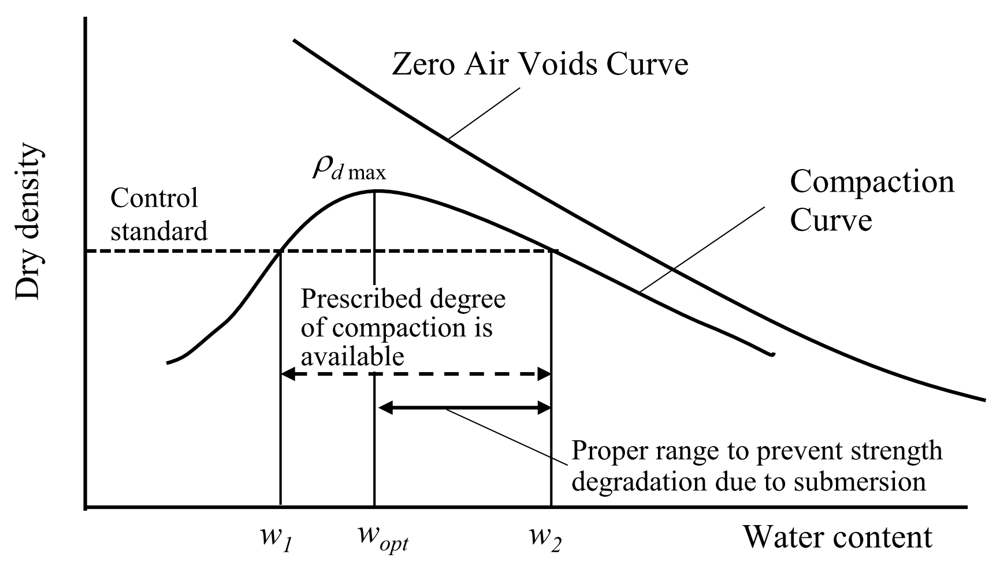 Zero Air Voids Curve
ρd max
Compaction
Curve
Control
standard
Dry density
Prescribed degree
of compaction is
available
Proper range to prevent strength
degradation due to submersion
w1
wopt
w2
Water content